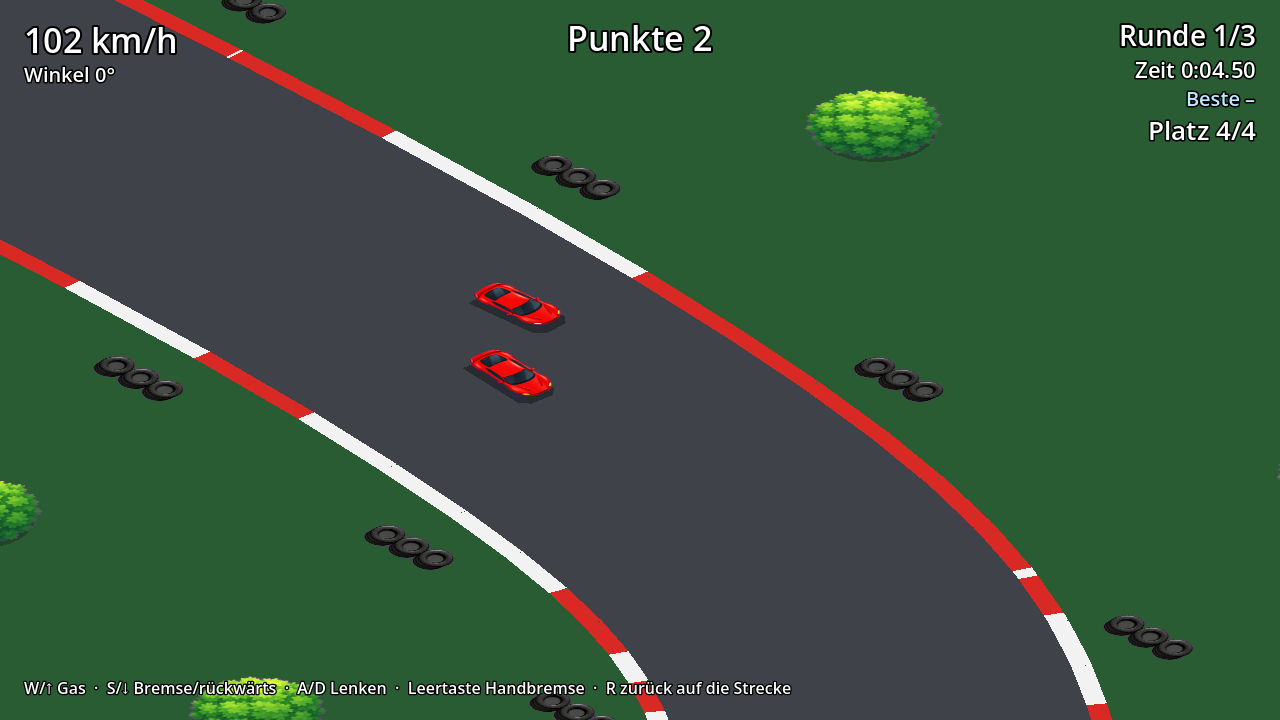 102 km/h
Winkel 0°
Punkte 2
Runde 1/3
Zeit 0:04.50
Beste –
Platz 4/4
W/↑ Gas · S/↓ Bremse/rückwärts · A/D Lenken · Leertaste Handbremse · R zurück auf die Strecke